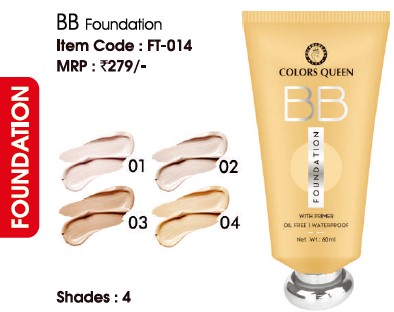 BB Foundation
Item Code : FT-014
MRP : ₹279/-
FOUNDATION
01
02
03
04
Shades : 4
COLORS QUEEN
BB
FOUNDATION
WITH PRIMER
OIL FREE | WATERPROOF
Net. Wt.: 60ml